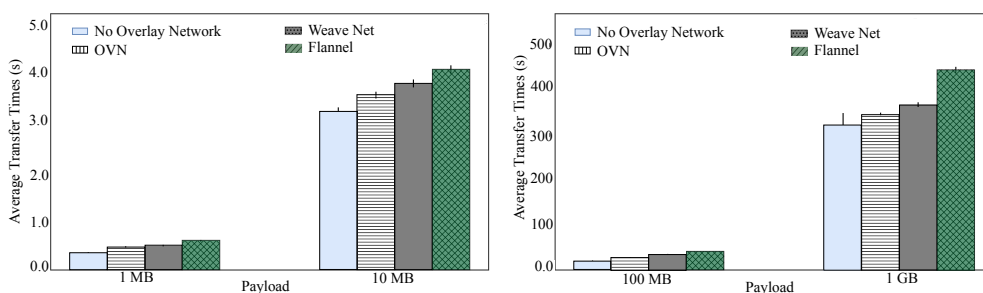 5.0
4.0
3.0
2.0
1.0
0.0
Average Transfer Times (s)
No Overlay Network
OVN
Weave Net
Flannel
1 MB
10 MB
Payload
500
400
300
200
100
0.0
Average Transfer Times (s)
No Overlay Network
OVN
Weave Net
Flannel
100 MB
1 GB
Payload